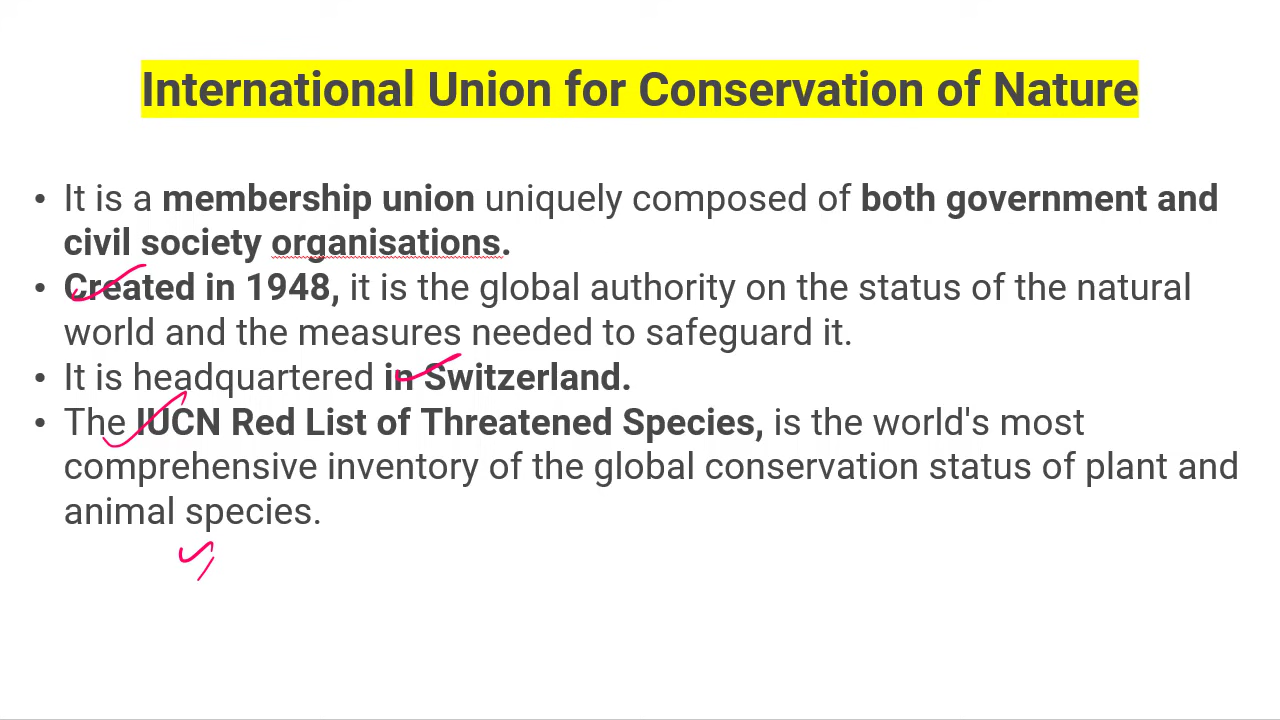 International Union for Conservation of Nature
• It is a membership union uniquely composed of both government and
civil society organisations.
• Created in 1948, it is the global authority on the status of the natural
world and the measures needed to safeguard it.
• It is headquartered in Switzerland.
• The IUCN Red List of Threatened Species, is the world's most
comprehensive inventory of the global conservation status of plant and
animal species.